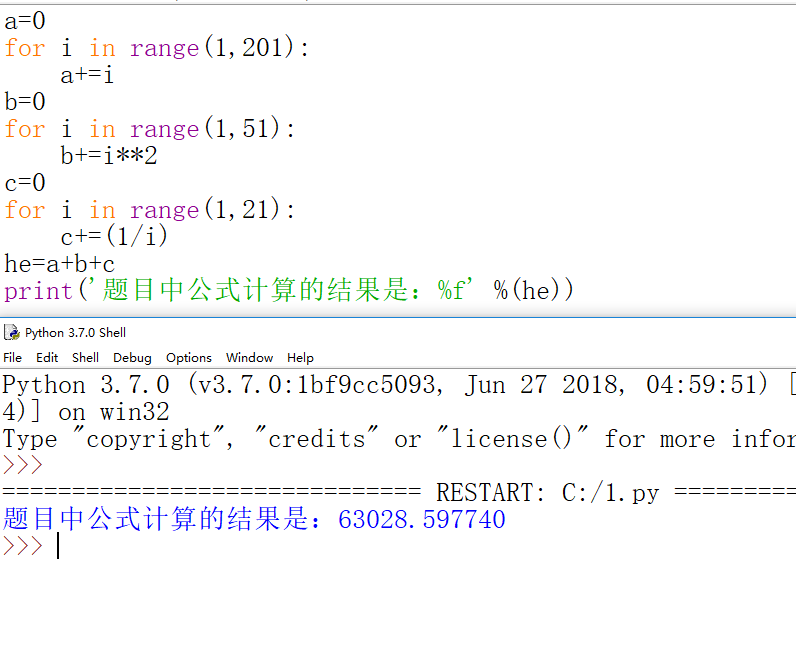 a=0
for i in range(1,201):
    a+=i
b=0
for i in range(1,51):
    b+=i**2
c=0
for i in range(1,21):
    c+=(1/i)
he=a+b+c
print('题目中公式计算的结果是：%f' %(he))
Python 3.7.0 Shell
File Edit Shell Debug Options Window Help
Python 3.7.0 (v3.7.0:1bf9cc5093, Jun 27 2018, 04:59:51) [
4)] on win32
Type "copyright", "credits" or "license()" for more infor
>>>
============================== RESTART: C:/1.py =========
题目中公式计算的结果是：63028.597740
>>>